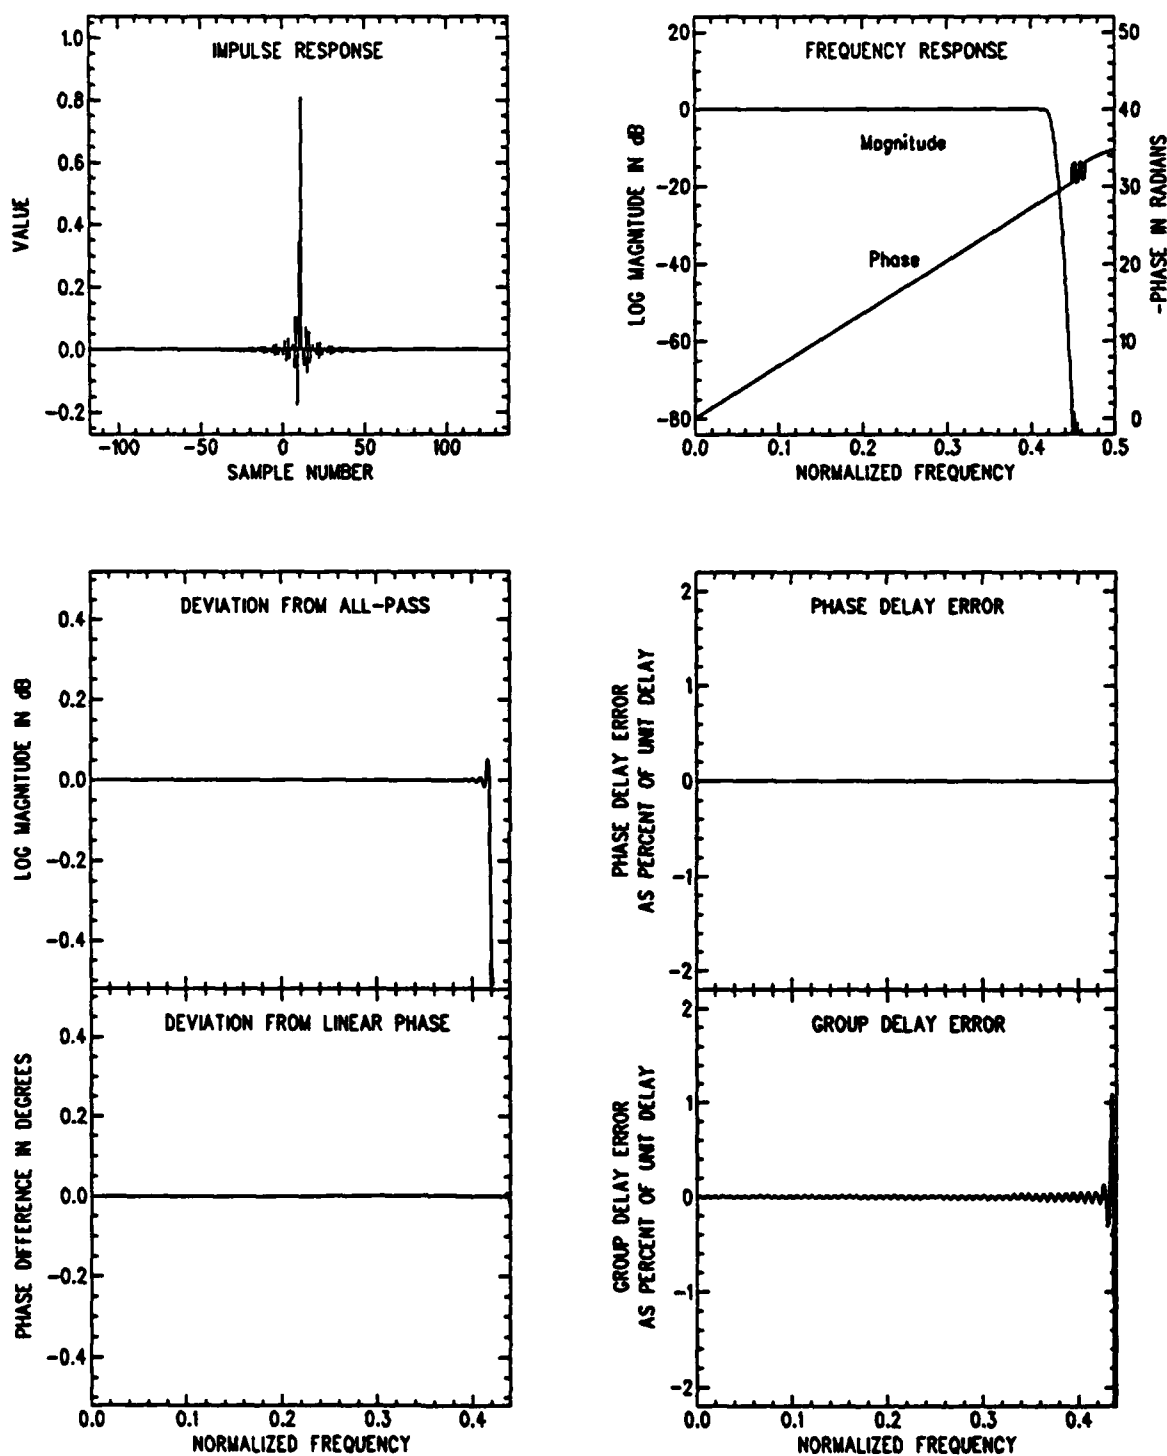 IMPULSE RESPONSE
1.0
0.8
0.6
0.4
0.2
0.0
-0.2
VALUE
-100 -50 0 50 100
SAMPLE NUMBER
FREQUENCY RESPONSE
20
0
-20
-40
-60
-80
LOG MAGNITUDE IN dB
Magnitude
Phase
50
40
30
20
10
0
-PHASE IN RADIANS
0.0 0.1 0.2 0.3 0.4 0.5
NORMALIZED FREQUENCY
DEVIATION FROM ALL-PASS
0.4
0.2
0.0
-0.2
-0.4
LOG MAGNITUDE IN dB
PHASE DELAY ERROR
2
1
0
-1
-2
PHASE DELAY ERROR
AS PERCENT OF UNIT DELAY
DEVIATION FROM LINEAR PHASE
0.4
0.2
0.0
-0.2
-0.4
PHASE DIFFERENCE IN DEGREES
0.0 0.1 0.2 0.3 0.4
NORMALIZED FREQUENCY
GROUP DELAY ERROR
2
1
0
-1
-2
GROUP DELAY ERROR
AS PERCENT OF UNIT DELAY
0.0 0.1 0.2 0.3 0.4
NORMALIZED FREQUENCY